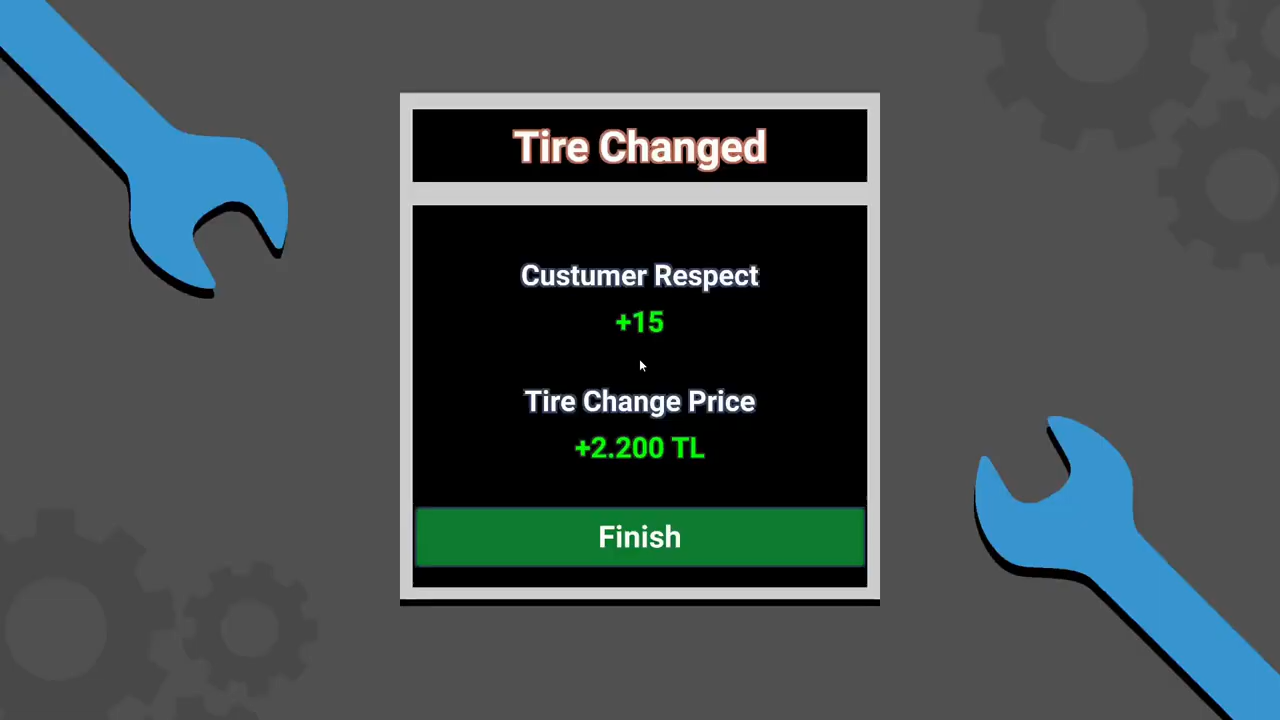 Tire Changed
Custumer Respect
+15
Tire Change Price
+2.200 TL
Finish